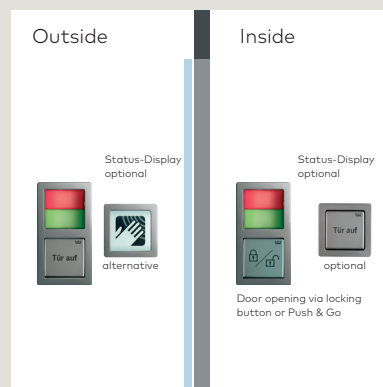 Outside
Inside
Status-Display
optional
Status-Display
optional
Tür auf
alternative
Tür auf
optional
Door opening via locking
button or Push & Go